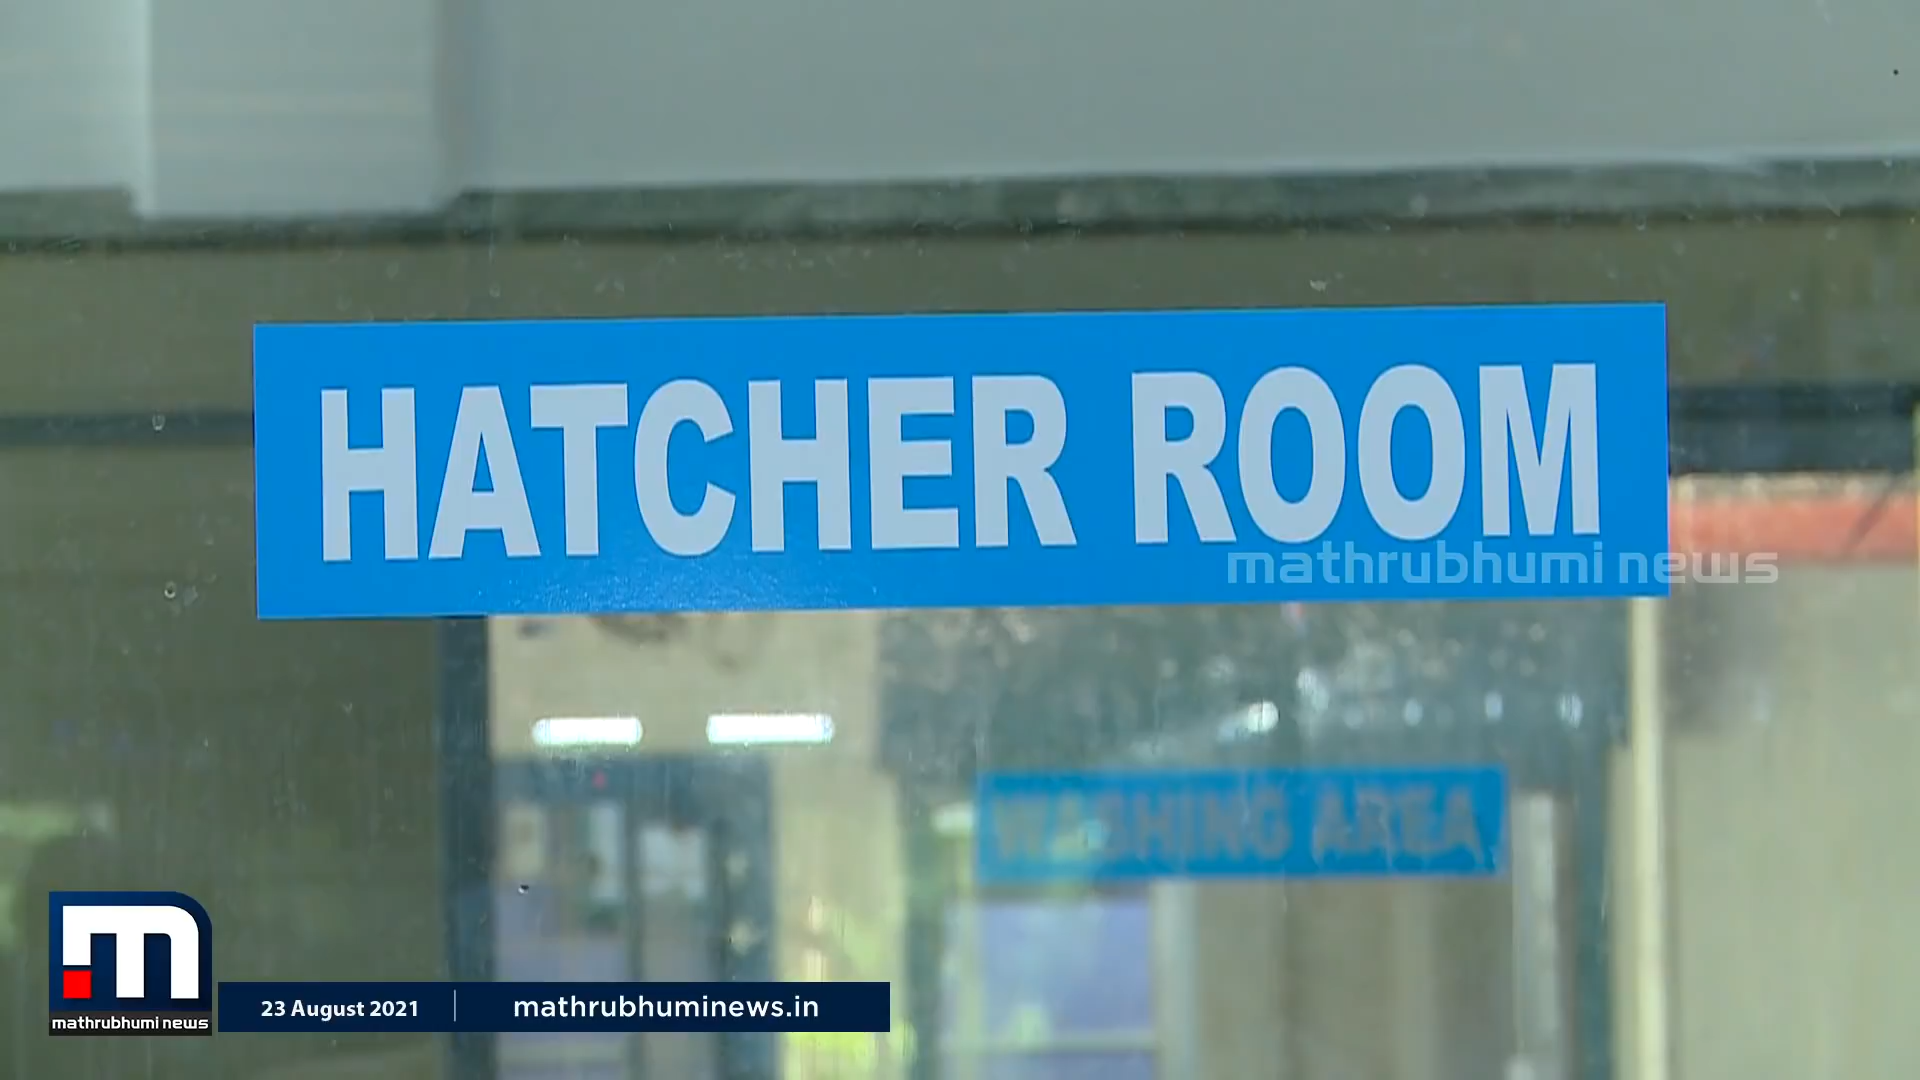 HATCHER ROOM
mathrubhumi news
WASHING AREA
mathrubhumi news
23 August 2021
mathrubhuminews.in